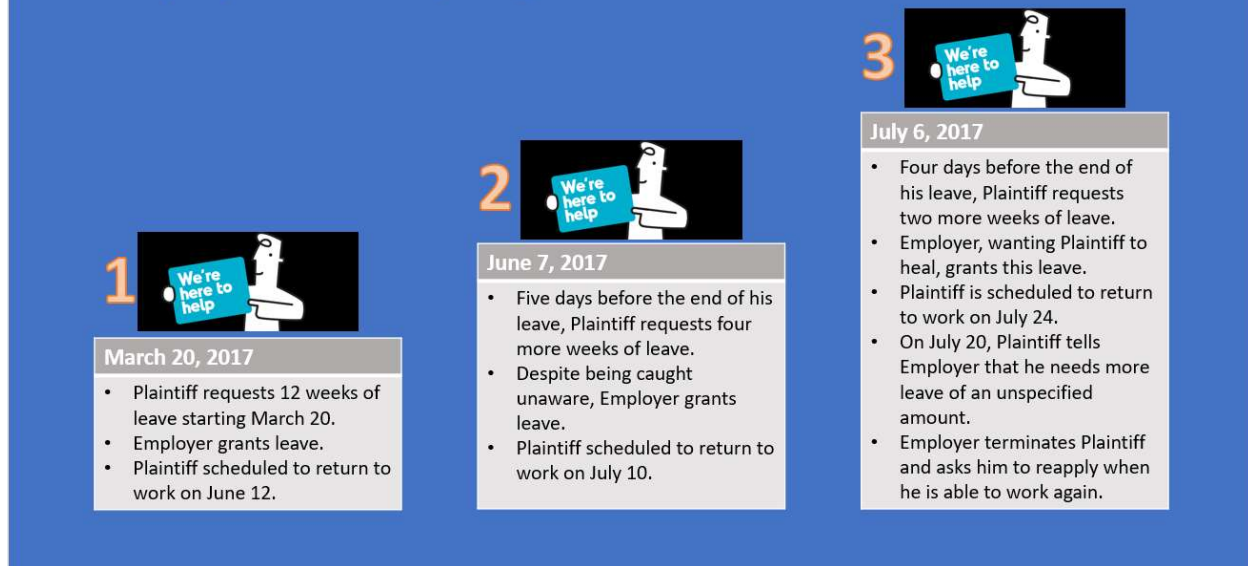 1
We're
here to
help
March 20, 2017
• Plaintiff requests 12 weeks of
leave starting March 20.
• Employer grants leave.
• Plaintiff scheduled to return to
work on June 12.
2
We're
here to
help
June 7, 2017
• Five days before the end of his
leave, Plaintiff requests four
more weeks of leave.
• Despite being caught
unaware, Employer grants
leave.
• Plaintiff scheduled to return to
work on July 10.
3
We're
here to
help
July 6, 2017
• Four days before the end of
his leave, Plaintiff requests
two more weeks of leave.
• Employer, wanting Plaintiff to
heal, grants this leave.
• Plaintiff is scheduled to return
to work on July 24.
• On July 20, Plaintiff tells
Employer that he needs more
leave of an unspecified
amount.
• Employer terminates Plaintiff
and asks him to reapply when
he is able to work again.